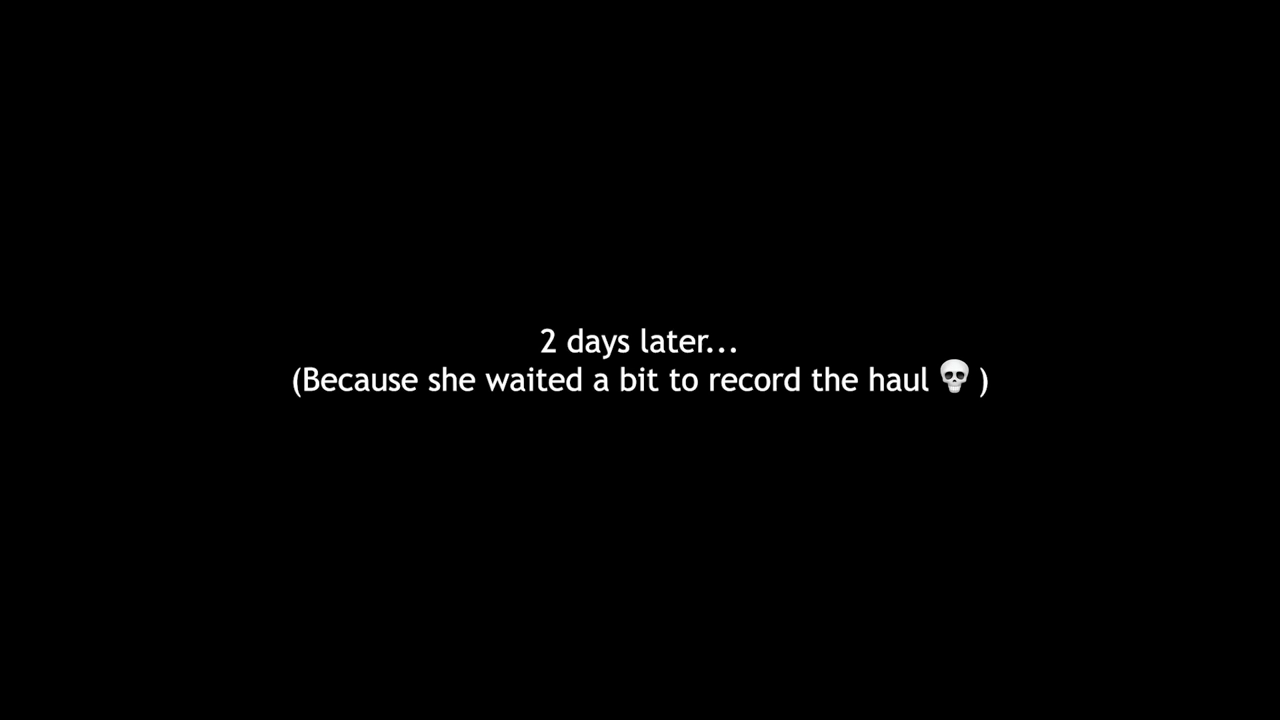 2 days later...
(Because she waited a bit to record the haul 💀)